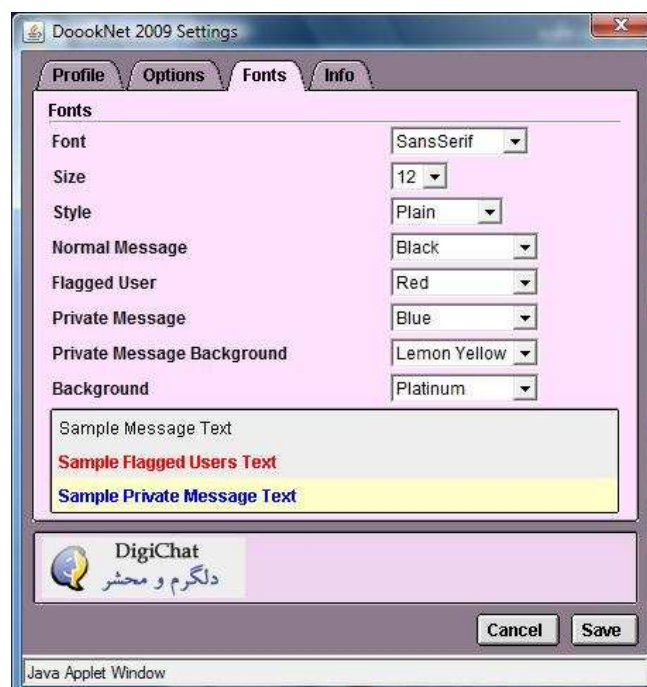 DoookNet 2009 Settings
Profile Options Fonts Info
Fonts
Font SansSerif
Size 12
Style Plain
Normal Message Black
Flagged User Red
Private Message Blue
Private Message Background Lemon Yellow
Background Platinum
Sample Message Text
Sample Flagged Users Text
Sample Private Message Text
DigiChat
دلگرم و محشر
Cancel Save
Java Applet Window